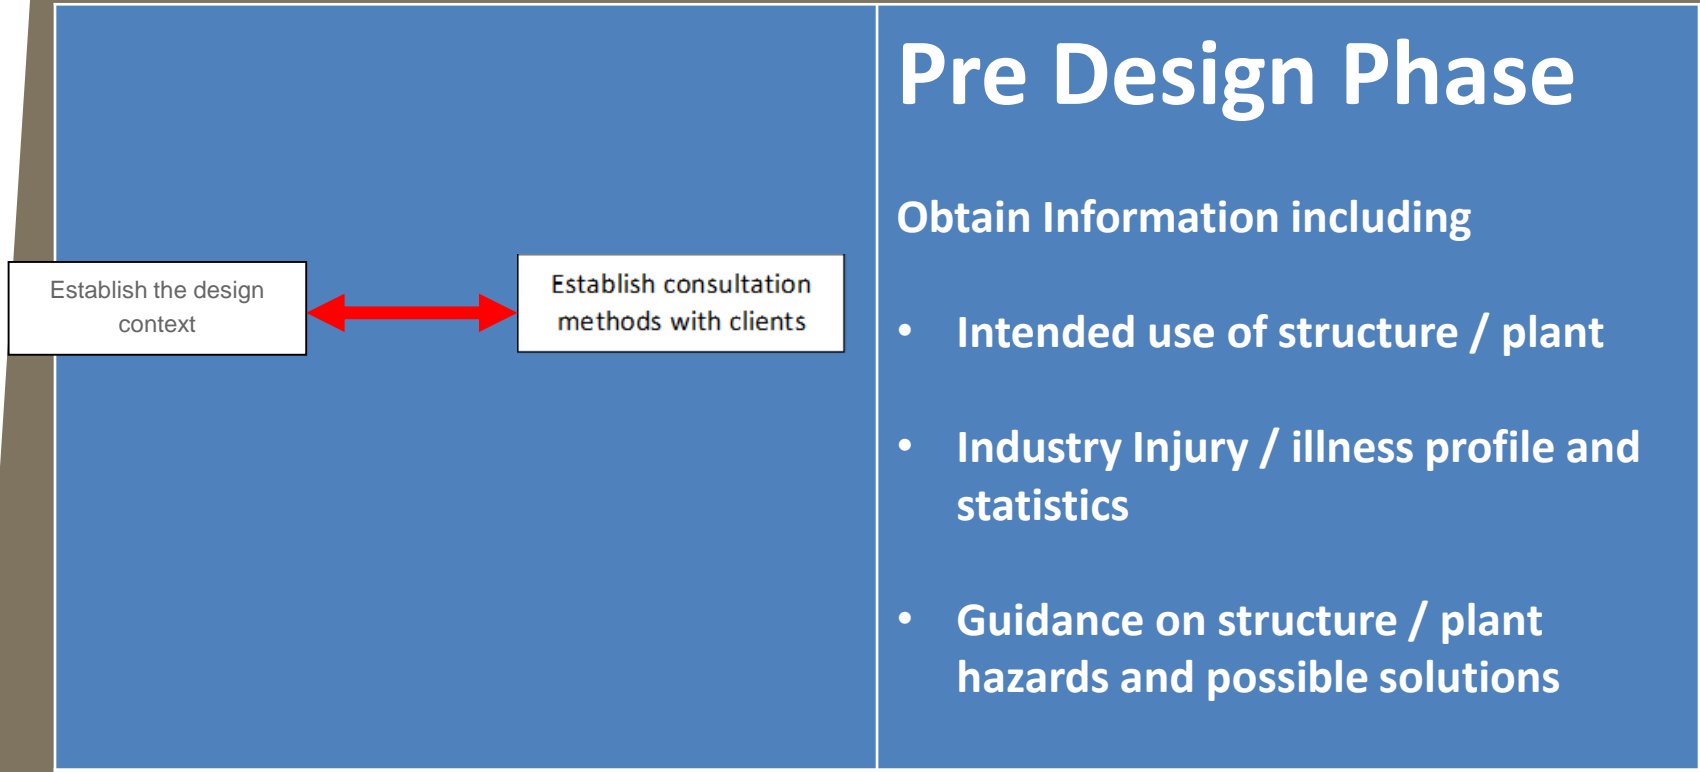 Establish the design
context
Establish consultation
methods with clients
Pre Design Phase
Obtain Information including
• Intended use of structure / plant
• Industry Injury / illness profile and
statistics
• Guidance on structure / plant
hazards and possible solutions